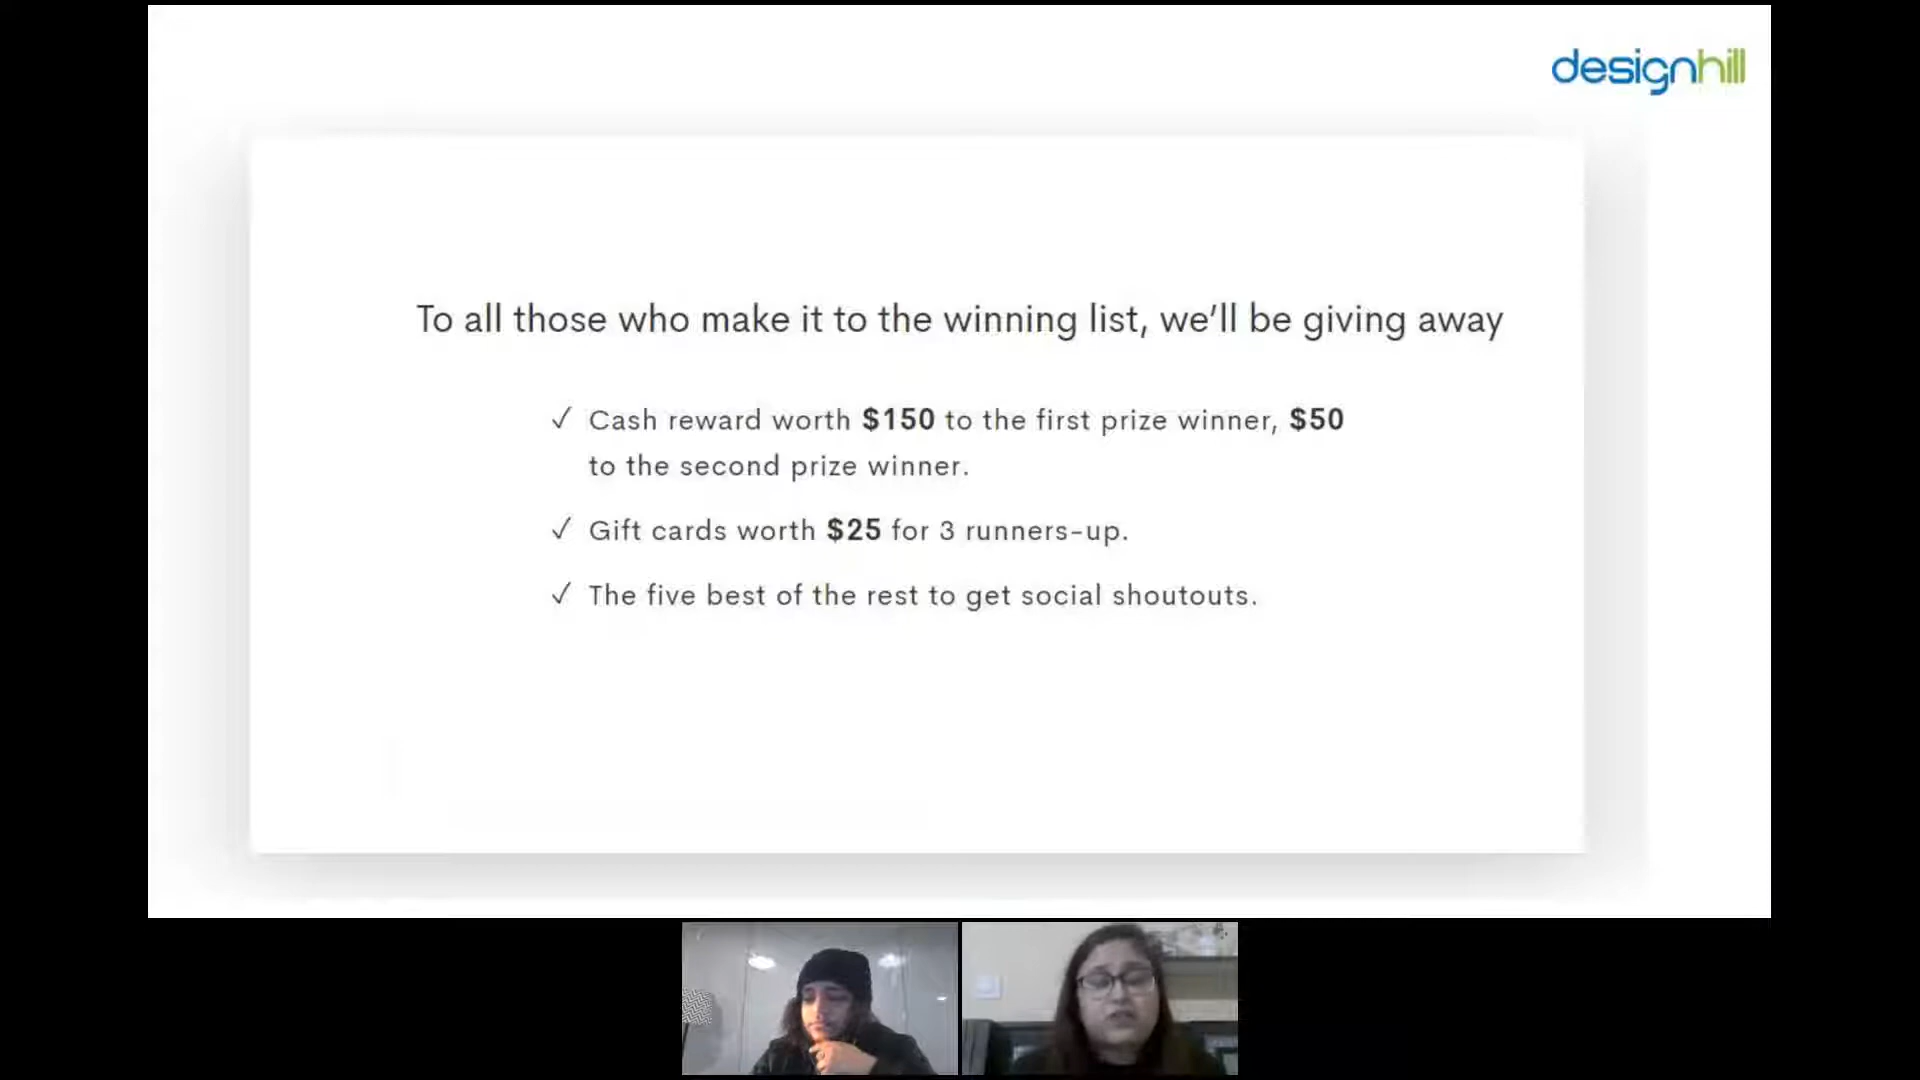 designhill
To all those who make it to the winning list, we’ll be giving away
✓ Cash reward worth $150 to the first prize winner, $50
to the second prize winner.
✓ Gift cards worth $25 for 3 runners-up.
✓ The five best of the rest to get social shoutouts.